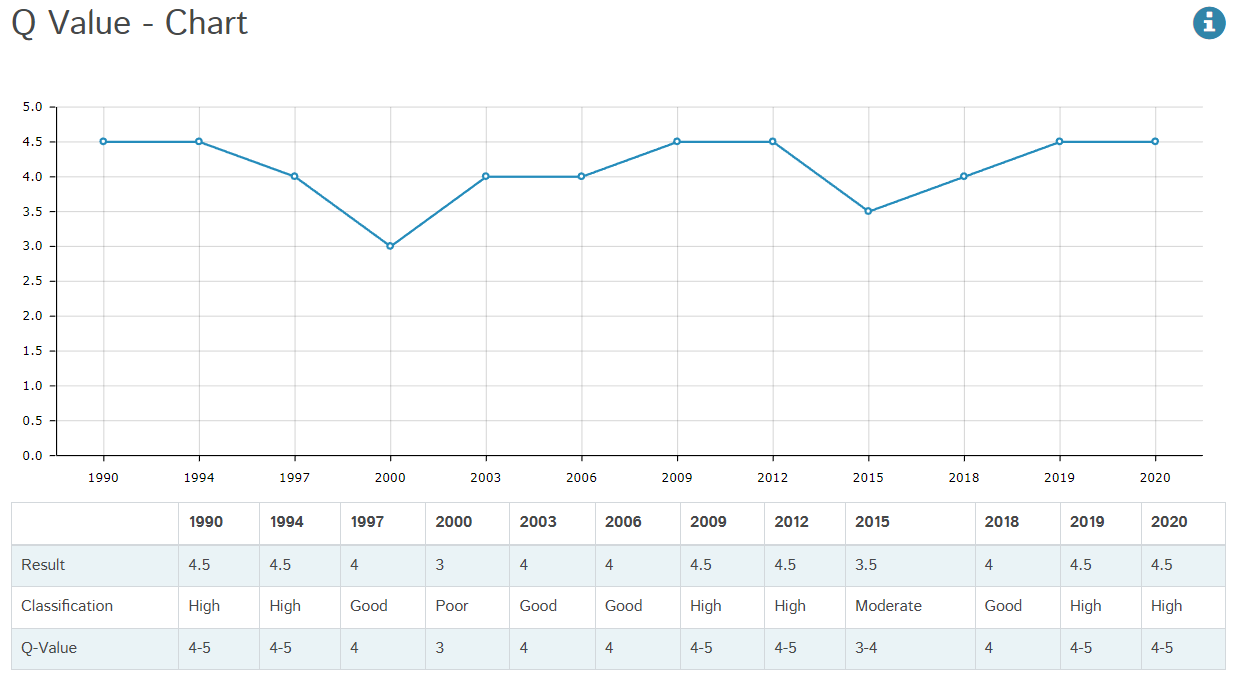 Q Value - Chart
5.0
4.5
4.0
3.5
3.0
2.5
2.0
1.5
1.0
0.5
0.0
1990 1994 1997 2000 2003 2006 2009 2012 2015 2018 2019 2020
1990 1994 1997 2000 2003 2006 2009 2012 2015 2018 2019 2020
Result 4.5 4.5 4 3 4 4 4.5 4.5 3.5 4 4.5 4.5
Classification High High Good Poor Good Good High High Moderate Good High High
Q-Value 4-5 4-5 4 3 4 4 4-5 4-5 3-4 4 4-5 4-5